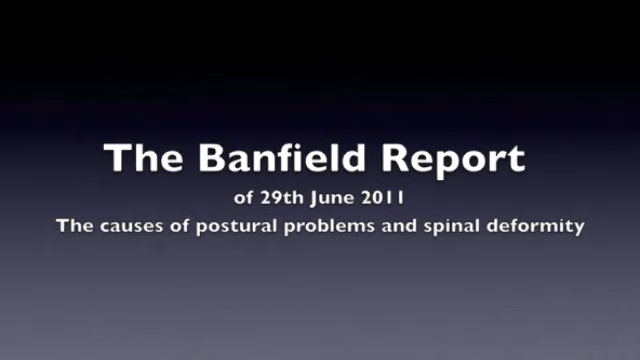 The Banfield Report
of 29th June 2011
The causes of postural problems and spinal deformity